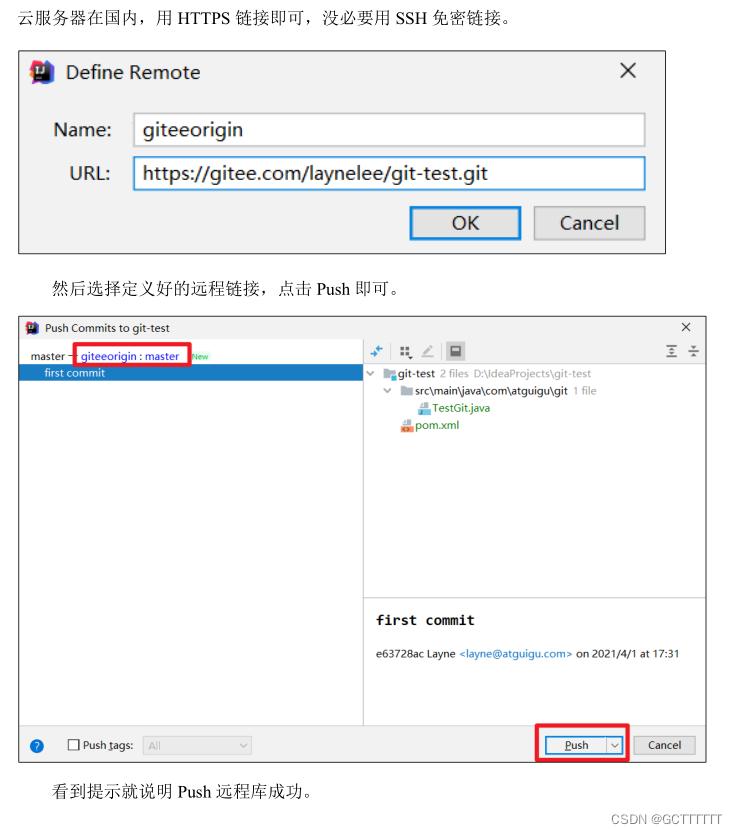 云服务器在国内，用 HTTPS 链接即可，没必要用 SSH 免密链接。
Define Remote
Name: giteeorigin
URL: https://gitee.com/laynelee/git-test.git
OK Cancel
然后选择定义好的远程链接，点击 Push 即可。
Push Commits to git-test
master → giteeorigin : master New
first commit
git-test 2 files D:\IdeaProjects\git-test
src\main\java\com\atguigu\git 1 file
TestGit.java
pom.xml
first commit
e63728ac Layne <layne@atguigu.com> on 2021/4/1 at 17:31
Push tags: All
Push Cancel
看到提示就说明 Push 远程库成功。
CSDN @GCTTTTTT